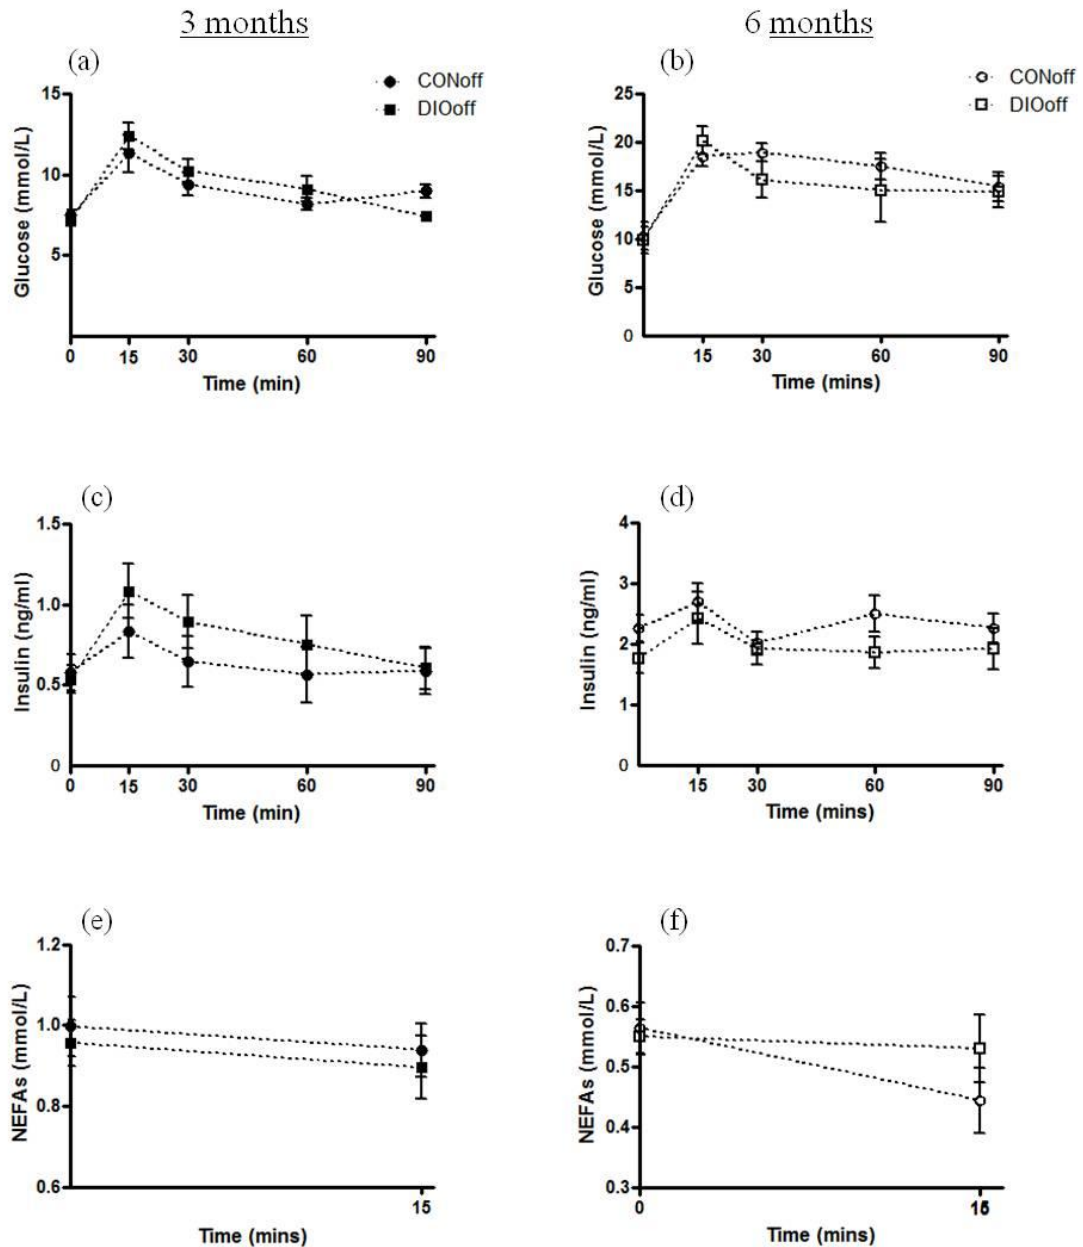 3 months
6 months
(a)
CONoff
DIOoff
15
10
5
Glucose (mmol/L)
0
15
30
60
90
Time (min)
(b)
CONoff
DIOoff
25
20
15
10
5
0
Glucose (mmol/L)
15
30
60
90
Time (mins)
(c)
1.5
1.0
0.5
0
Insulin (ng/ml)
0
15
30
60
90
Time (min)
(d)
4
3
2
1
0
Insulin (ng/ml)
15
30
60
90
Time (mins)
(e)
1.2
1.0
0.8
0.6
NEFAs (mmol/L)
15
Time (mins)
(f)
0.7
0.6
0.5
0.4
0.3
NEFAs (mmol/L)
0
Time (mins)